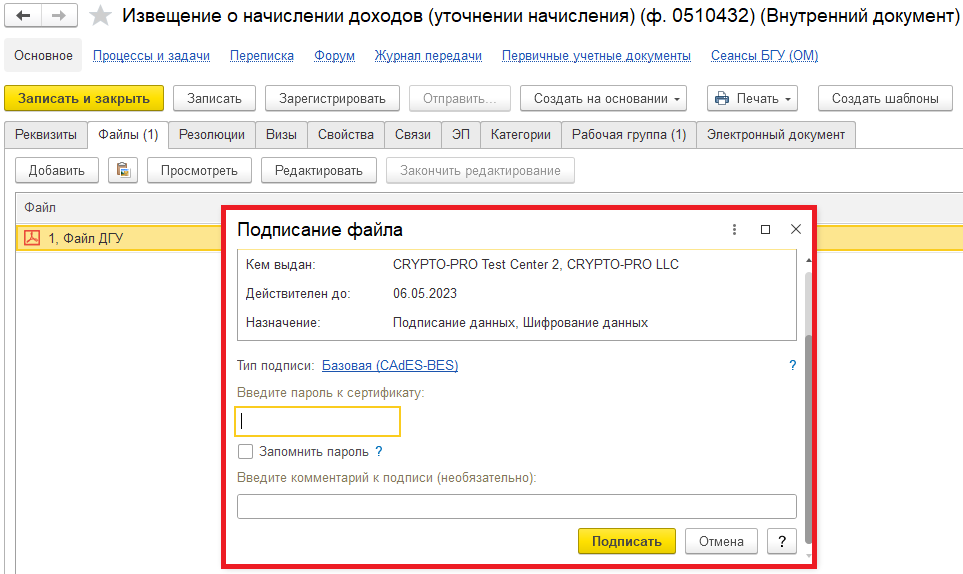 Извещение о начислении доходов (уточнении начисления) (ф. 0510432) (Внутренний документ)
Основное Процессы и задачи Переписка Форум Журнал передачи Первичные учетные документы Сеансы БГУ (ОМ)
Записать и закрыть Записать Зарегистрировать Отправить... Создать на основании Печать Создать шаблоны
Реквизиты Файлы (1) Резолюции Визы Свойства Связи ЭП Категории Рабочая группа (1) Электронный документ
Добавить Просмотреть Редактировать Закончить редактирование
Файл
1, Файл ДГУ
Подписание файла
Кем выдан: CRYPTO-PRO Test Center 2, CRYPTO-PRO LLC
Действителен до: 06.05.2023
Назначение: Подписание данных, Шифрование данных
Тип подписи: Базовая (CAdES-BES) ?
Введите пароль к сертификату:
Запомнить пароль ?
Введите комментарий к подписи (необязательно):
Подписать Отмена ?